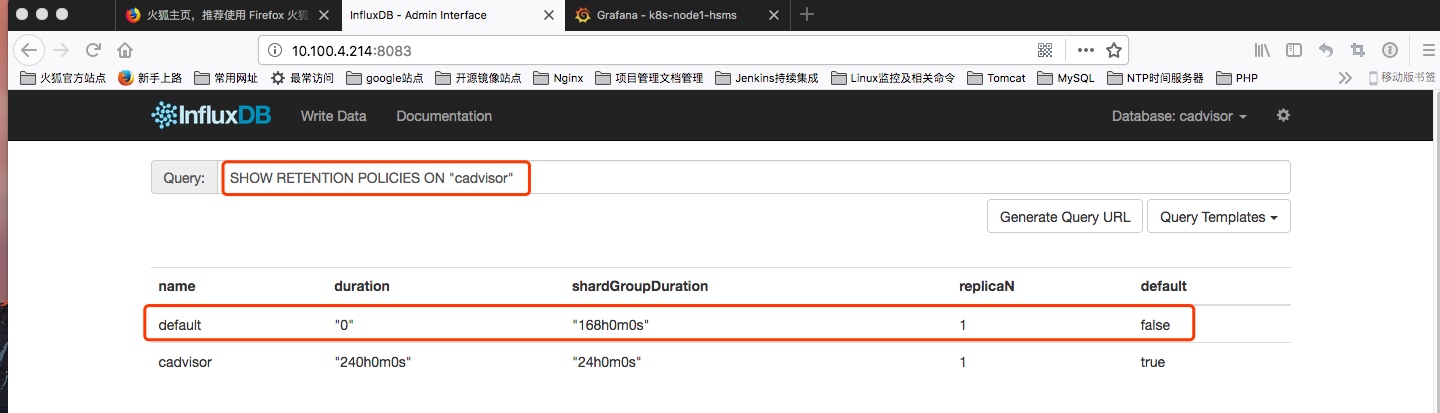 火狐主页，推荐使用 Firefox 火狐
InfluxDB - Admin Interface
Grafana - k8s-node1-hsms
10.100.4.214:8083
火狐官方站点 新手上路 常用网址 最常访问 google站点 开源镜像站点 Nginx 项目管理文档管理 Jenkins持续集成 Linux监控及相关命令 Tomcat MySQL NTP时间服务器 PHP 移动版书签
InfluxDB Write Data Documentation Database: cadvisor
Query: SHOW RETENTION POLICIES ON "cadvisor"
Generate Query URL Query Templates
name duration shardGroupDuration replicaN default
default "0" "168h0m0s" 1 false
cadvisor "240h0m0s" "24h0m0s" 1 true